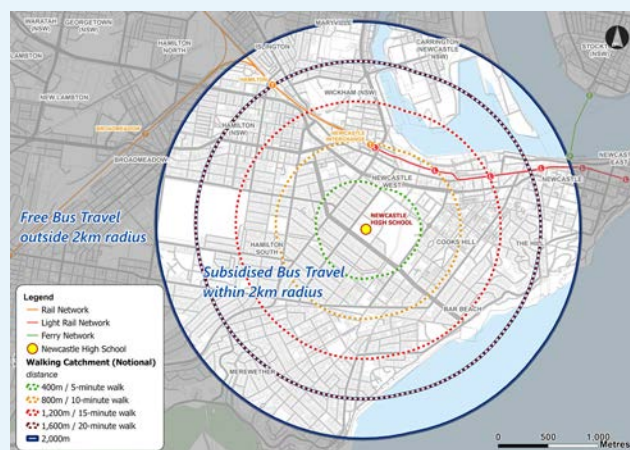 WARATAH (NSW)
GEORGETOWN (NSW)
HAMILTON NORTH
ISLINGTON
MARYVILLE
CARRINGTON (NEWCASTLE NSW)
STOCKTON (NSW)
LAMBTON
NEW LAMBTON
HAMILTON
WICKHAM (NSW)
BROADMEADOW
HAMILTON (NSW)
NEWCASTLE INTERCHANGE
BROADMEADOW
NEWCASTLE WEST
NEWCASTLE
NEWCASTLE EAST
Free Bus Travel
outside 2km radius
NEWCASTLE
HIGH SCHOOL
HAMILTON SOUTH
COOKS HILL
THE HILL
Subsidised Bus Travel
within 2km radius
BAR BEACH
MEREWETHER
Legend
Rail Network
Light Rail Network
Ferry Network
Newcastle High School
Walking Catchment (Notional)
distance
400m / 5-minute walk
800m / 10-minute walk
1,200m / 15-minute walk
1,600m / 20-minute walk
2,000m
0 500 1,000
Metres